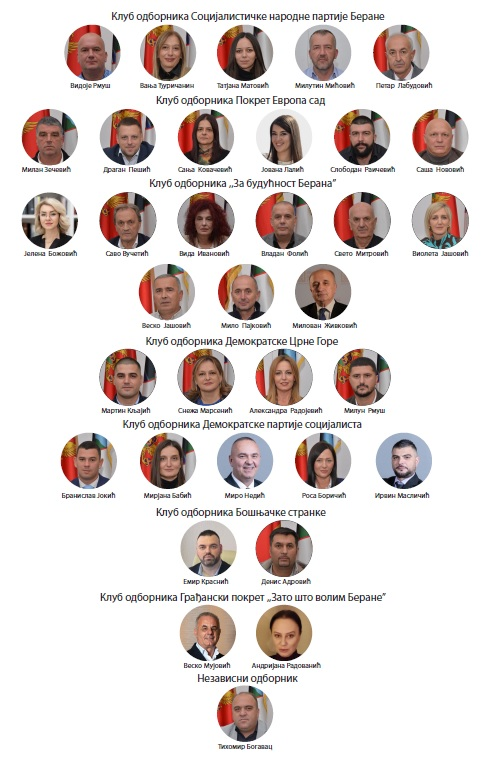 Клуб одборника Социјалистичке народне партије Беране
Видоје Рмуш Вања Ђуричанин Татјана Матовић Милутин Мићовић Петар Лабудовић
Клуб одборника Покрет Европа сад
Милан Зечевић Драган Пешић Сања Ковачевић Јована Лалић Слободан Раичевић Саша Нововић
Клуб одборника ,,За будућност Берана”
Јелена Божовић Саво Вучетић Вида Ивановић Владан Фолић Свето Митровић Виолета Јашовић
Веско Јашовић Мило Пајковић Милован Живковић
Клуб одборника Демократске Црне Горе
Мартин Кљајић Снежа Марсенић Александра Радојевић Милун Рмуш
Клуб одборника Демократске партије социјалиста
Бранислав Јокић Мирјана Бабић Миро Недић Роса Боричић Ирвин Масличић
Клуб одборника Бошњачке странке
Емир Краснић Денис Адровић
Клуб одборника Грађански покрет ,,Зато што волим Беране”
Веско Мујовић Андријана Радованић
Независни одборник
Тихомир Богавац